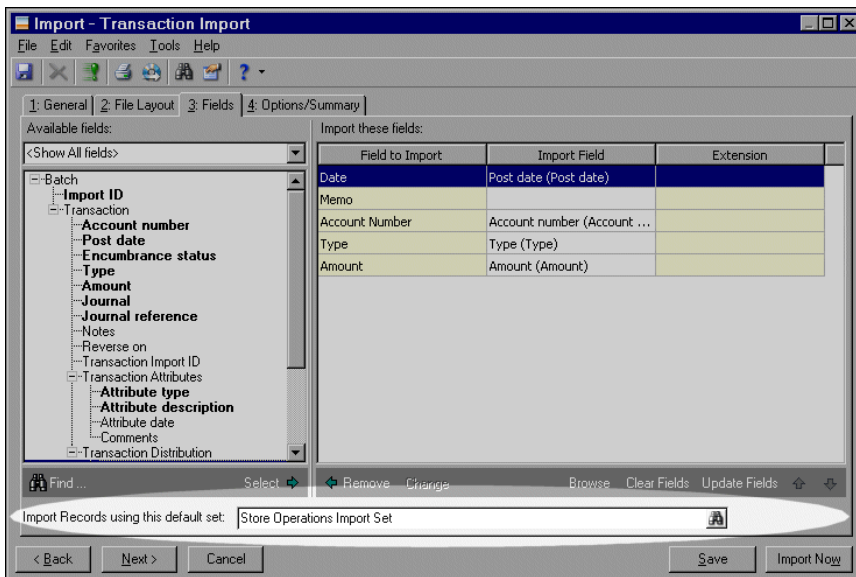 Import - Transaction Import
File Edit Favorites Tools Help
1: General 2: File Layout 3: Fields 4: Options/Summary
Available fields:
<Show All fields>
Batch
Import ID
Transaction
Account number
Post date
Encumbrance status
Type
Amount
Journal
Journal reference
Notes
Reverse on
Transaction Import ID
Transaction Attributes
Attribute type
Attribute description
Attribute date
Comments
Transaction Distribution
Find ... Select
Import these fields:
Field to Import Import Field Extension
Date Post date (Post date)
Memo
Account Number Account number (Account ...
Type Type (Type)
Amount Amount (Amount)
Remove Change Browse Clear Fields Update Fields
Import Records using this default set: Store Operations Import Set
< Back Next > Cancel Save Import Now